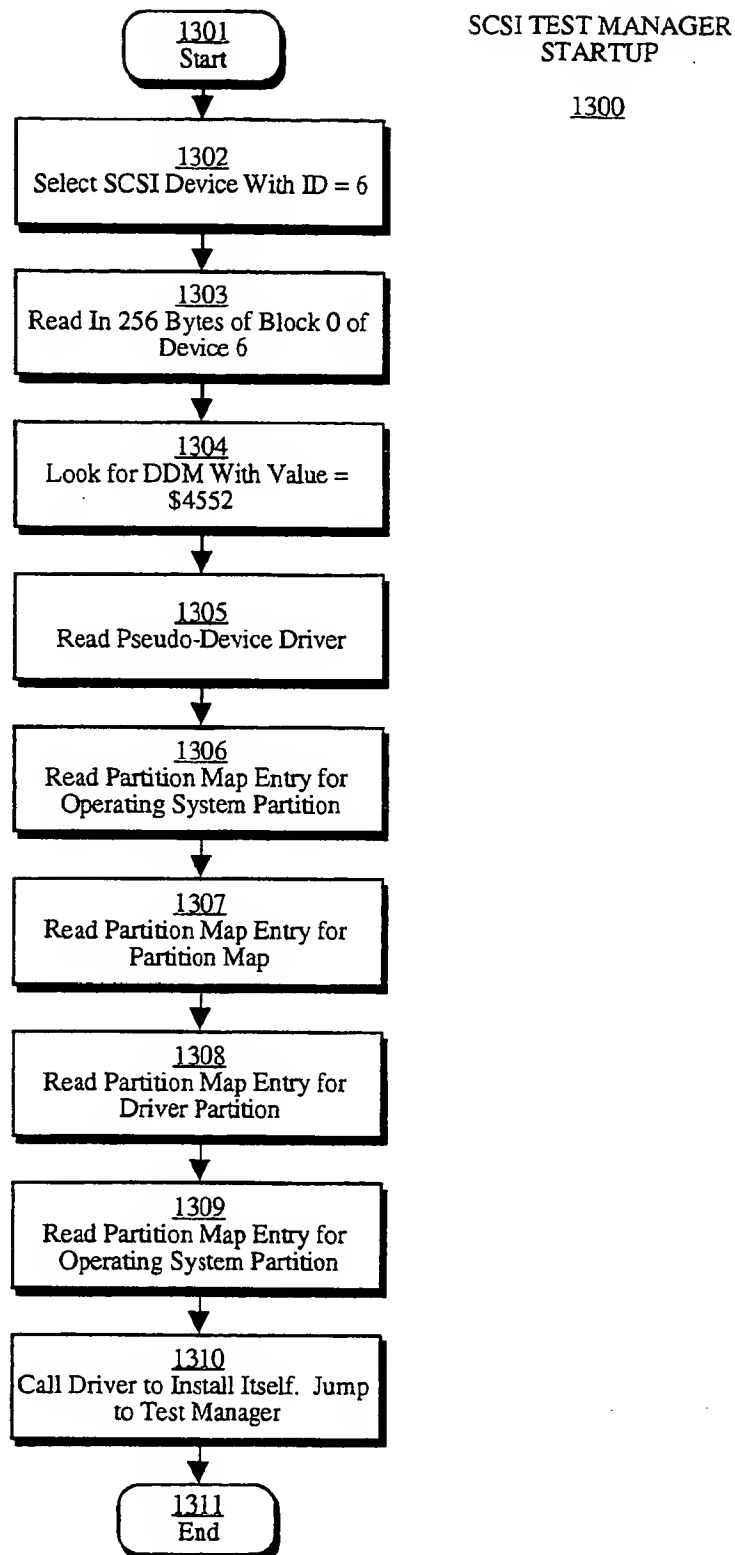 SCSI TEST MANAGER
STARTUP
1300
1301
Start
1302
Select SCSI Device With ID = 6
1303
Read In 256 Bytes of Block 0 of
Device 6
1304
Look for DDM With Value =
$4552
1305
Read Pseudo-Device Driver
1306
Read Partition Map Entry for
Operating System Partition
1307
Read Partition Map Entry for
Partition Map
1308
Read Partition Map Entry for
Driver Partition
1309
Read Partition Map Entry for
Operating System Partition
1310
Call Driver to Install Itself. Jump
to Test Manager
1311
End